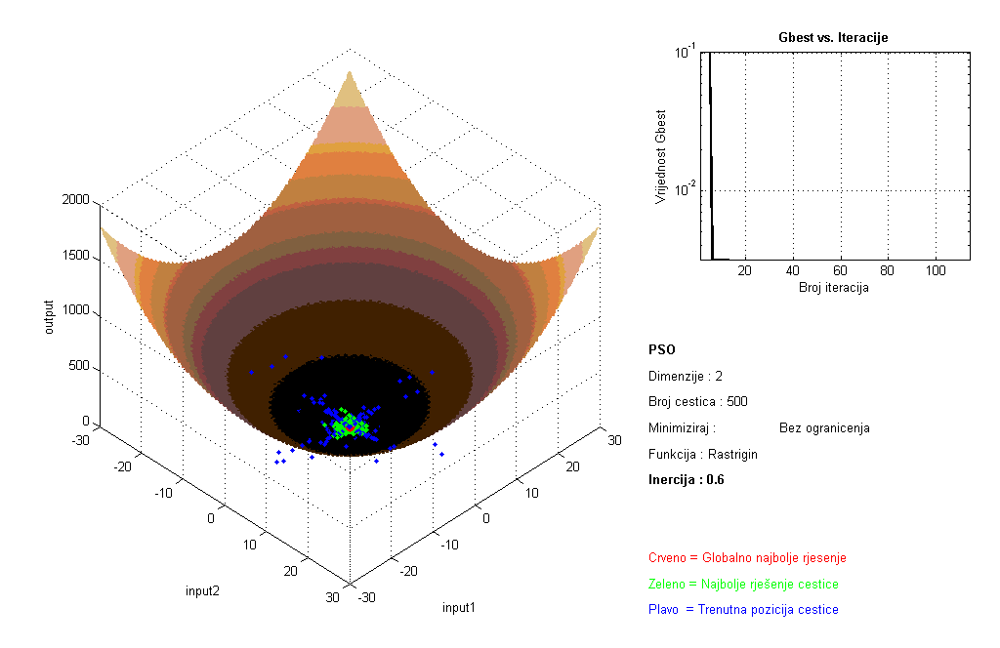 Gbest vs. Iteracije
10^-1
10^-2
Vrijednost Gbest
20 40 60 80 100
Broj iteracija
2000
1500
1000
500
0
output
-30
-20
-10
0
10
20
30
input2
-30
-20
-10
0
10
20
30
input1
PSO
Dimenzije : 2
Broj cestica : 500
Minimiziraj : Bez ogranicenja
Funkcija : Rastrigin
Inercija : 0.6
Crveno = Globalno najbolje rjesenje
Zeleno = Najbolje rješenje cestice
Plavo = Trenutna pozicija cestice